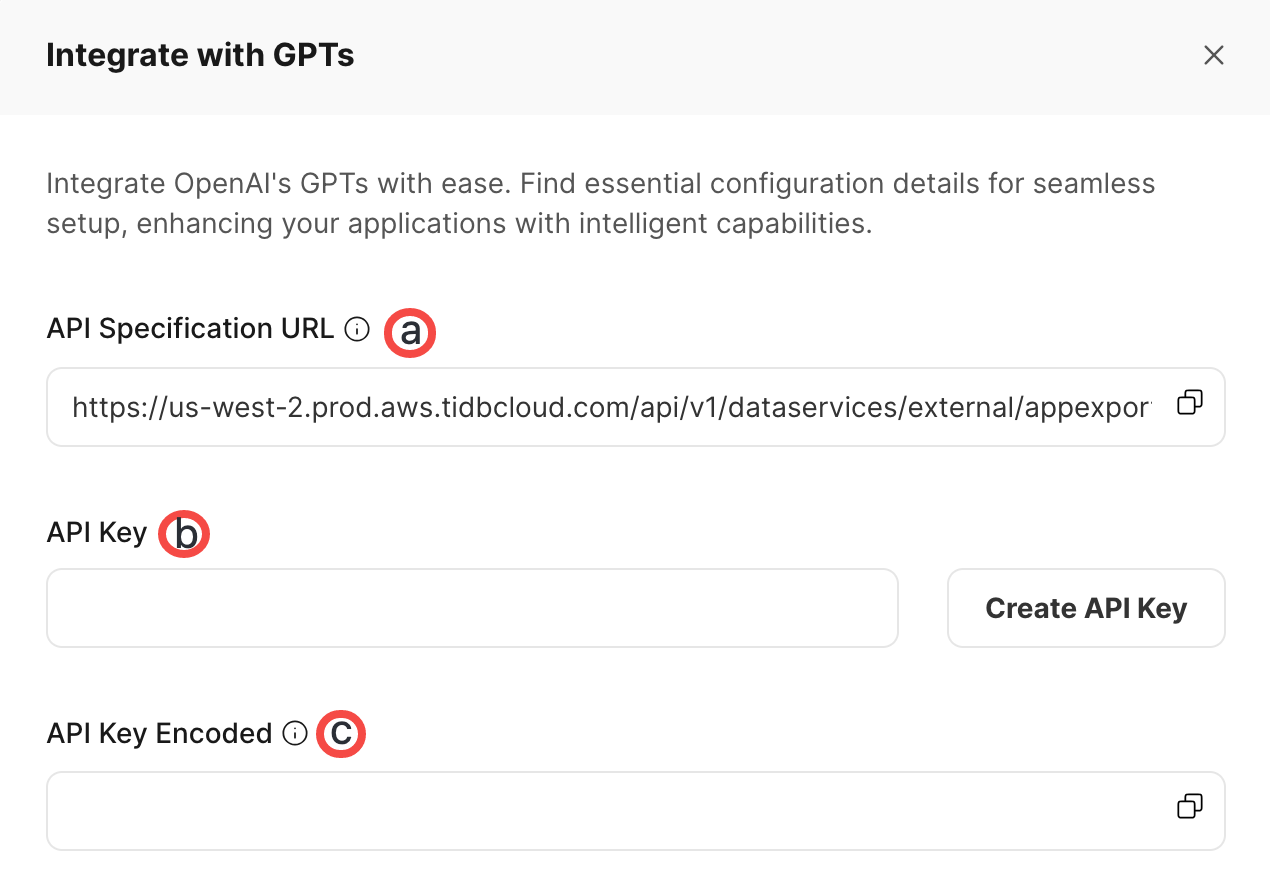 Integrate with GPTs
Integrate OpenAI's GPTs with ease. Find essential configuration details for seamless
setup, enhancing your applications with intelligent capabilities.
API Specification URL a
https://us-west-2.prod.aws.tidbcloud.com/api/v1/dataservices/external/appexpor
API Key b
Create API Key
API Key Encoded c